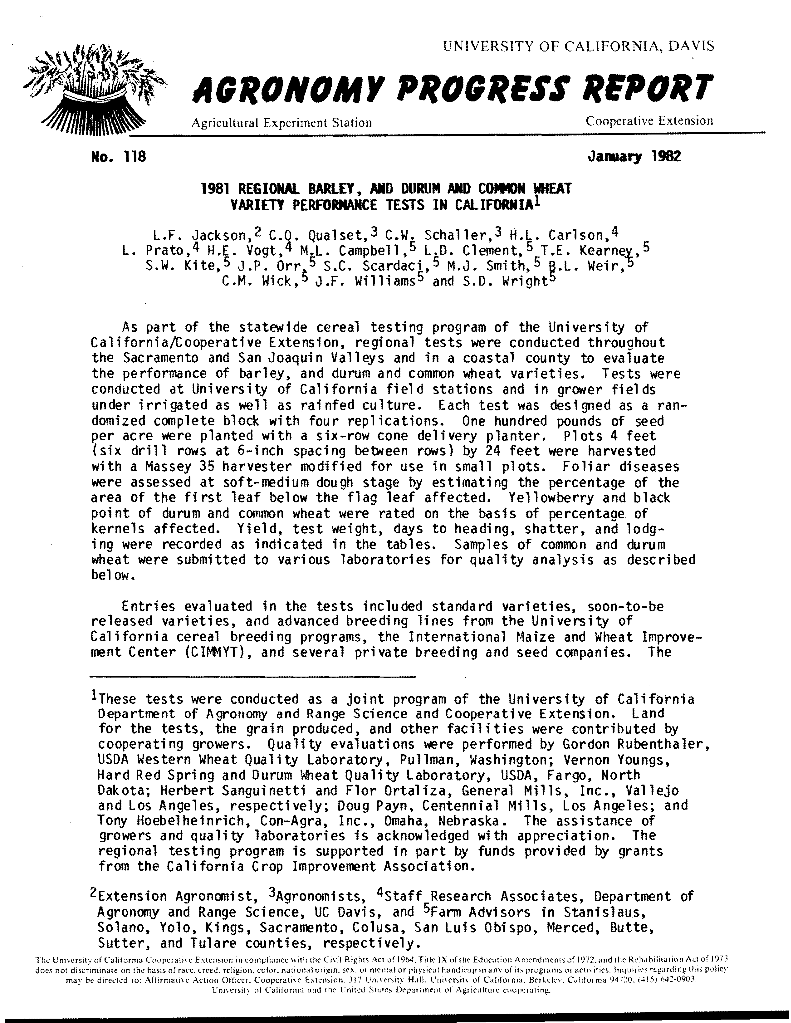 UNIVERSITY OF CALIFORNIA, DAVIS
AGRONOMY PROGRESS REPORT
Agricultural Experiment Station Cooperative Extension
No. 118 January 1982
1981 REGIONAL BARLEY, AND DURUM AND COMMON WHEAT
VARIETY PERFORMANCE TESTS IN CALIFORNIA1
L.F. Jackson,2 C.O. Qualset,3 C.W. Schaller,3 H.L. Carlson,4
L. Prato,4 H.E. Vogt,4 M.L. Campbell,5 L.D. Clement,5 T.E. Kearney,5
S.W. Kite,5 J.P. Orr,5 S.C. Scardaci,5 M.J. Smith,5 B.L. Weir,5
C.M. Wick,5 J.F. Williams5 and S.D. Wright5
As part of the statewide cereal testing program of the University of
California/Cooperative Extension, regional tests were conducted throughout
the Sacramento and San Joaquin Valleys and in a coastal county to evaluate
the performance of barley, and durum and common wheat varieties. Tests were
conducted at University of California field stations and in grower fields
under irrigated as well as rainfed culture. Each test was designed as a ran-
domized complete block with four replications. One hundred pounds of seed
per acre were planted with a six-row cone delivery planter. Plots 4 feet
(six drill rows at 6-inch spacing between rows) by 24 feet were harvested
with a Massey 35 harvester modified for use in small plots. Foliar diseases
were assessed at soft-medium dough stage by estimating the percentage of the
area of the first leaf below the flag leaf affected. Yellowberry and black
point of durum and common wheat were rated on the basis of percentage of
kernels affected. Yield, test weight, days to heading, shatter, and lodg-
ing were recorded as indicated in the tables. Samples of common and durum
wheat were submitted to various laboratories for quality analysis as described
below.
Entries evaluated in the tests included standard varieties, soon-to-be
released varieties, and advanced breeding lines from the University of
California cereal breeding programs, the International Maize and Wheat Improve-
ment Center (CIMMYT), and several private breeding and seed companies. The
1These tests were conducted as a joint program of the University of California
Department of Agronomy and Range Science and Cooperative Extension. Land
for the tests, the grain produced, and other facilities were contributed by
cooperating growers. Quality evaluations were performed by Gordon Rubenthaler,
USDA Western Wheat Quality Laboratory, Pullman, Washington; Vernon Youngs,
Hard Red Spring and Durum Wheat Quality Laboratory, USDA, Fargo, North
Dakota; Herbert Sanguinetti and Flor Ortaliza, General Mills, Inc., Vallejo
and Los Angeles, respectively; Doug Payn, Centennial Mills, Los Angeles; and
Tony Hoebelheinrich, Con-Agra, Inc., Omaha, Nebraska. The assistance of
growers and quality laboratories is acknowledged with appreciation. The
regional testing program is supported in part by funds provided by grants
from the California Crop Improvement Association.
2Extension Agronomist, 3Agronomists, 4Staff Research Associates, Department of
Agronomy and Range Science, UC Davis, and 5Farm Advisors in Stanislaus,
Solano, Yolo, Kings, Sacramento, Colusa, San Luis Obispo, Merced, Butte,
Sutter, and Tulare counties, respectively.
The University of California Cooperative Extension in compliance with the Civil Rights Act of 1964, Title IX of the Education Amendments of 1972, and the Rehabilitation Act of 1973
does not discriminate on the basis of race, creed, religion, color, national origin, sex, or mental or physical handicap in any of its programs or activities. Inquiries regarding this policy
may be directed to: Affirmative Action Officer, Cooperative Extension, 317 University Hall, University of California, Berkeley, California 94720, (415) 642-0903
University of California and the United States Department of Agriculture cooperating.